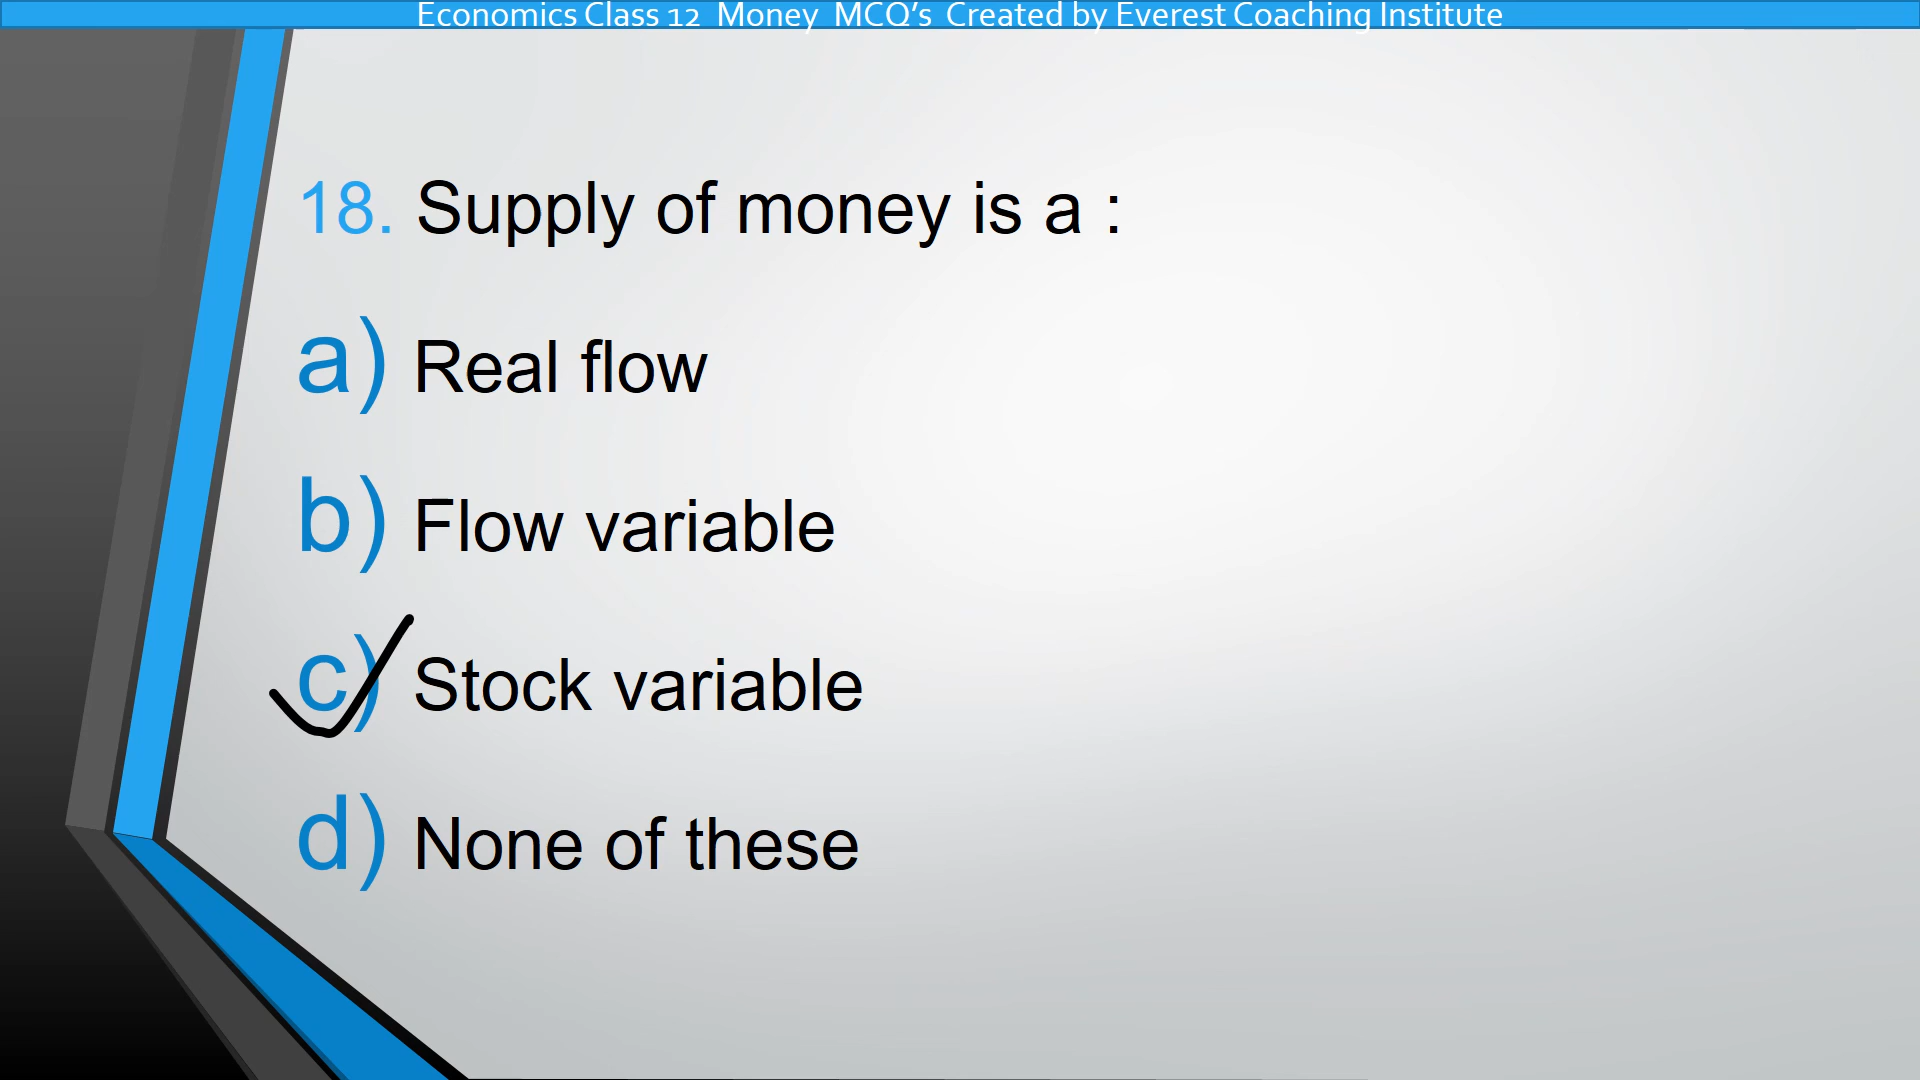 Economics Class 12 Money MCQ’s Created by Everest Coaching Institute
18. Supply of money is a :
a) Real flow
b) Flow variable
c) Stock variable
d) None of these